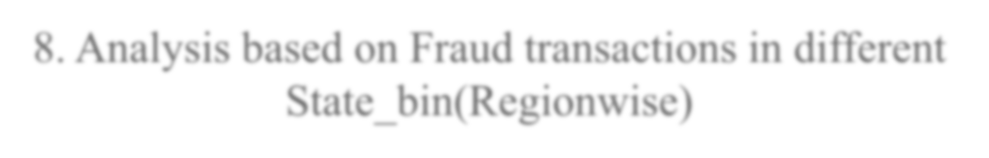 8. Analysis based on Fraud transactions in different
State_bin(Regionwise)